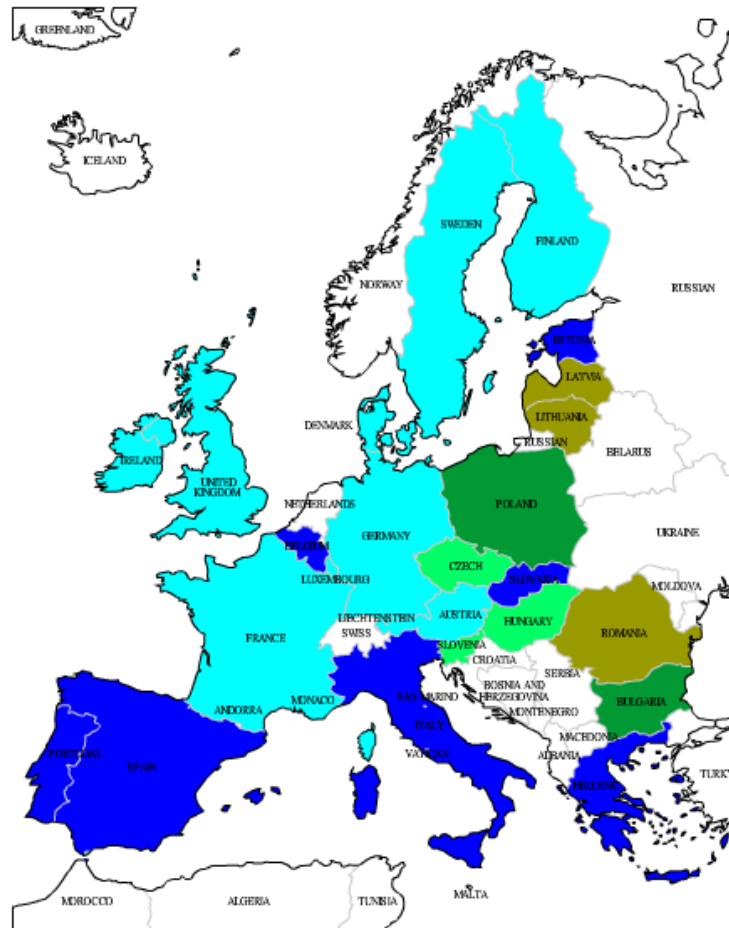 GREENLAND
ICELAND
SWEDEN
FINLAND
NORWAY
RUSSIAN
ESTONIA
LATVIA
LITHUANIA
DENMARK
RUSSIAN
BELARUS
IRELAND
UNITED
KINGDOM
NETHERLANDS
POLAND
GERMANY
UKRAINE
BELGIUM
CZECH
LUXEMBOURG
SLOVAKIA
MOLDOVA
LIECHTENSTEIN
AUSTRIA
HUNGARY
SWISS
FRANCE
ROMANIA
SLOVENIA
CROATIA
SERBIA
BOSNIA AND
HERZEGOVINA
SAN MARINO
MONACO
ANDORRA
BULGARIA
MONTENEGRO
ITALY
MACEDONIA
VATICAN
ALBANIA
PORTUGAL
SPAIN
TURKY
MALTA
MOROCCO
ALGERIA
TUNISIA